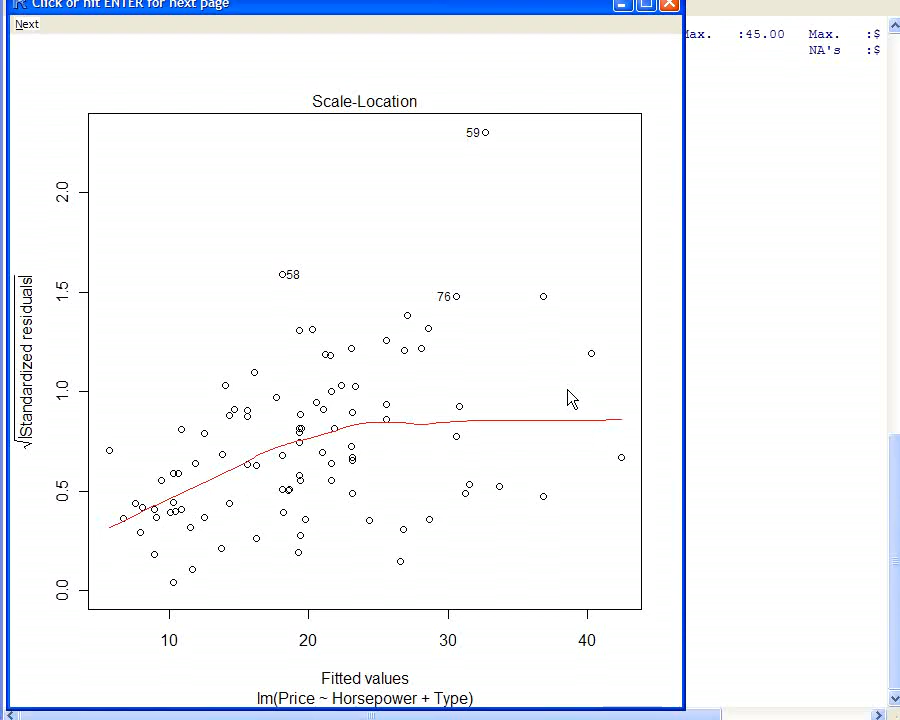 Click or hit ENTER for next page
Next
Max. :45.00 Max. :$
NA's :$
Scale-Location
59
2.0
58
1.5
76
√|Standardized residuals|
1.0
0.5
0.0
10 20 30 40
Fitted values
lm(Price ~ Horsepower + Type)